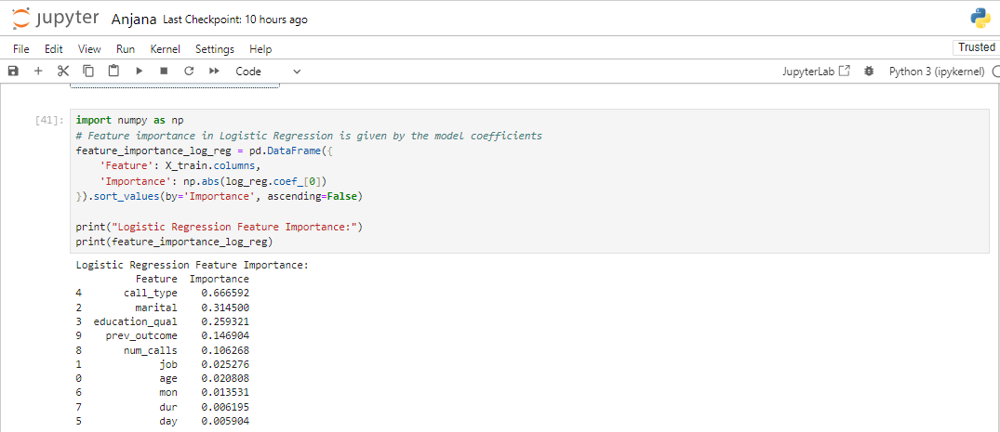 jupyter Anjana Last Checkpoint: 10 hours ago
File Edit View Run Kernel Settings Help Trusted
Code JupyterLab Python 3 (ipykernel)
[41]: import numpy as np
# Feature importance in Logistic Regression is given by the model coefficients
feature_importance_log_reg = pd.DataFrame({
    'Feature': X_train.columns,
    'Importance': np.abs(log_reg.coef_[0])
}).sort_values(by='Importance', ascending=False)
print("Logistic Regression Feature Importance:")
print(feature_importance_log_reg)
Logistic Regression Feature Importance:
Feature Importance
4 call_type 0.666592
2 marital 0.314500
3 education_qual 0.259321
9 prev_outcome 0.146904
8 num_calls 0.106268
1 job 0.025276
0 age 0.020808
6 mon 0.013531
7 dur 0.006195
5 day 0.005904